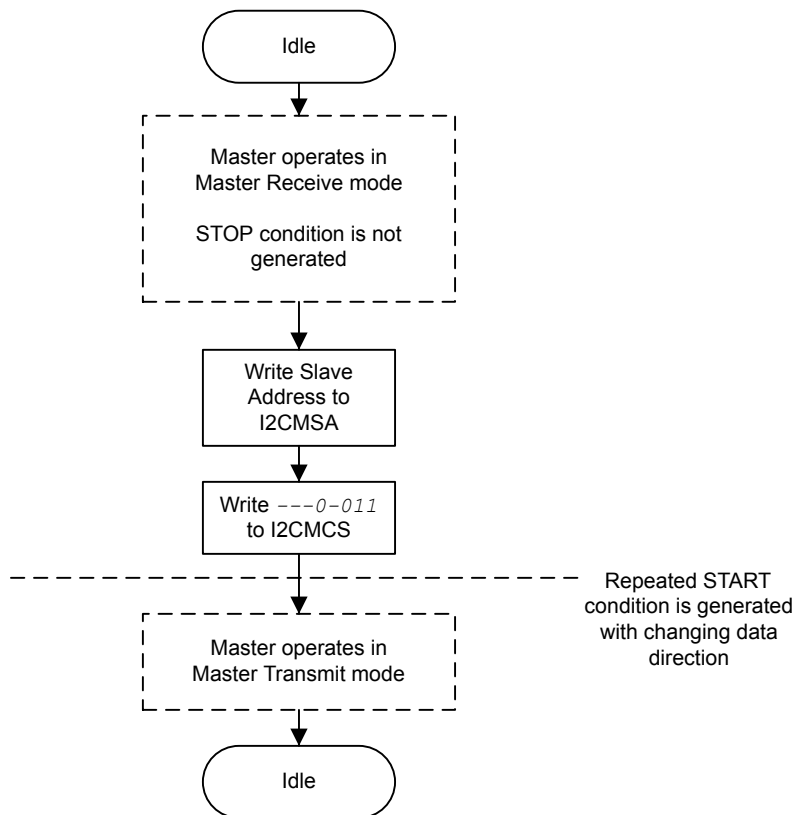 Idle
Master operates in
Master Receive mode
STOP condition is not
generated
Write Slave
Address to
I2CMSA
Write ---0-011
to I2CMCS
Repeated START
condition is generated
with changing data
direction
Master operates in
Master Transmit mode
Idle